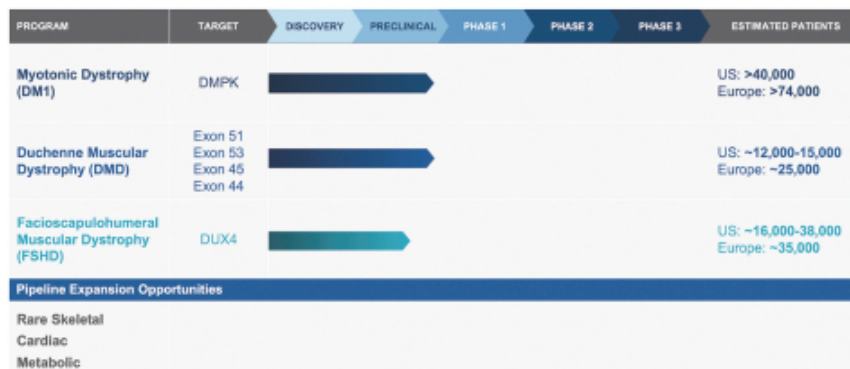 PROGRAM TARGET DISCOVERY PRECLINICAL PHASE 1 PHASE 2 PHASE 3 ESTIMATED PATIENTS
Myotonic Dystrophy
(DM1)
DMPK
US: >40,000
Europe: >74,000
Duchenne Muscular
Dystrophy (DMD)
Exon 51
Exon 53
Exon 45
Exon 44
US: ~12,000-15,000
Europe: ~25,000
Facioscapulohumeral
Muscular Dystrophy
(FSHD)
DUX4
US: ~16,000-38,000
Europe: ~35,000
Pipeline Expansion Opportunities
Rare Skeletal
Cardiac
Metabolic